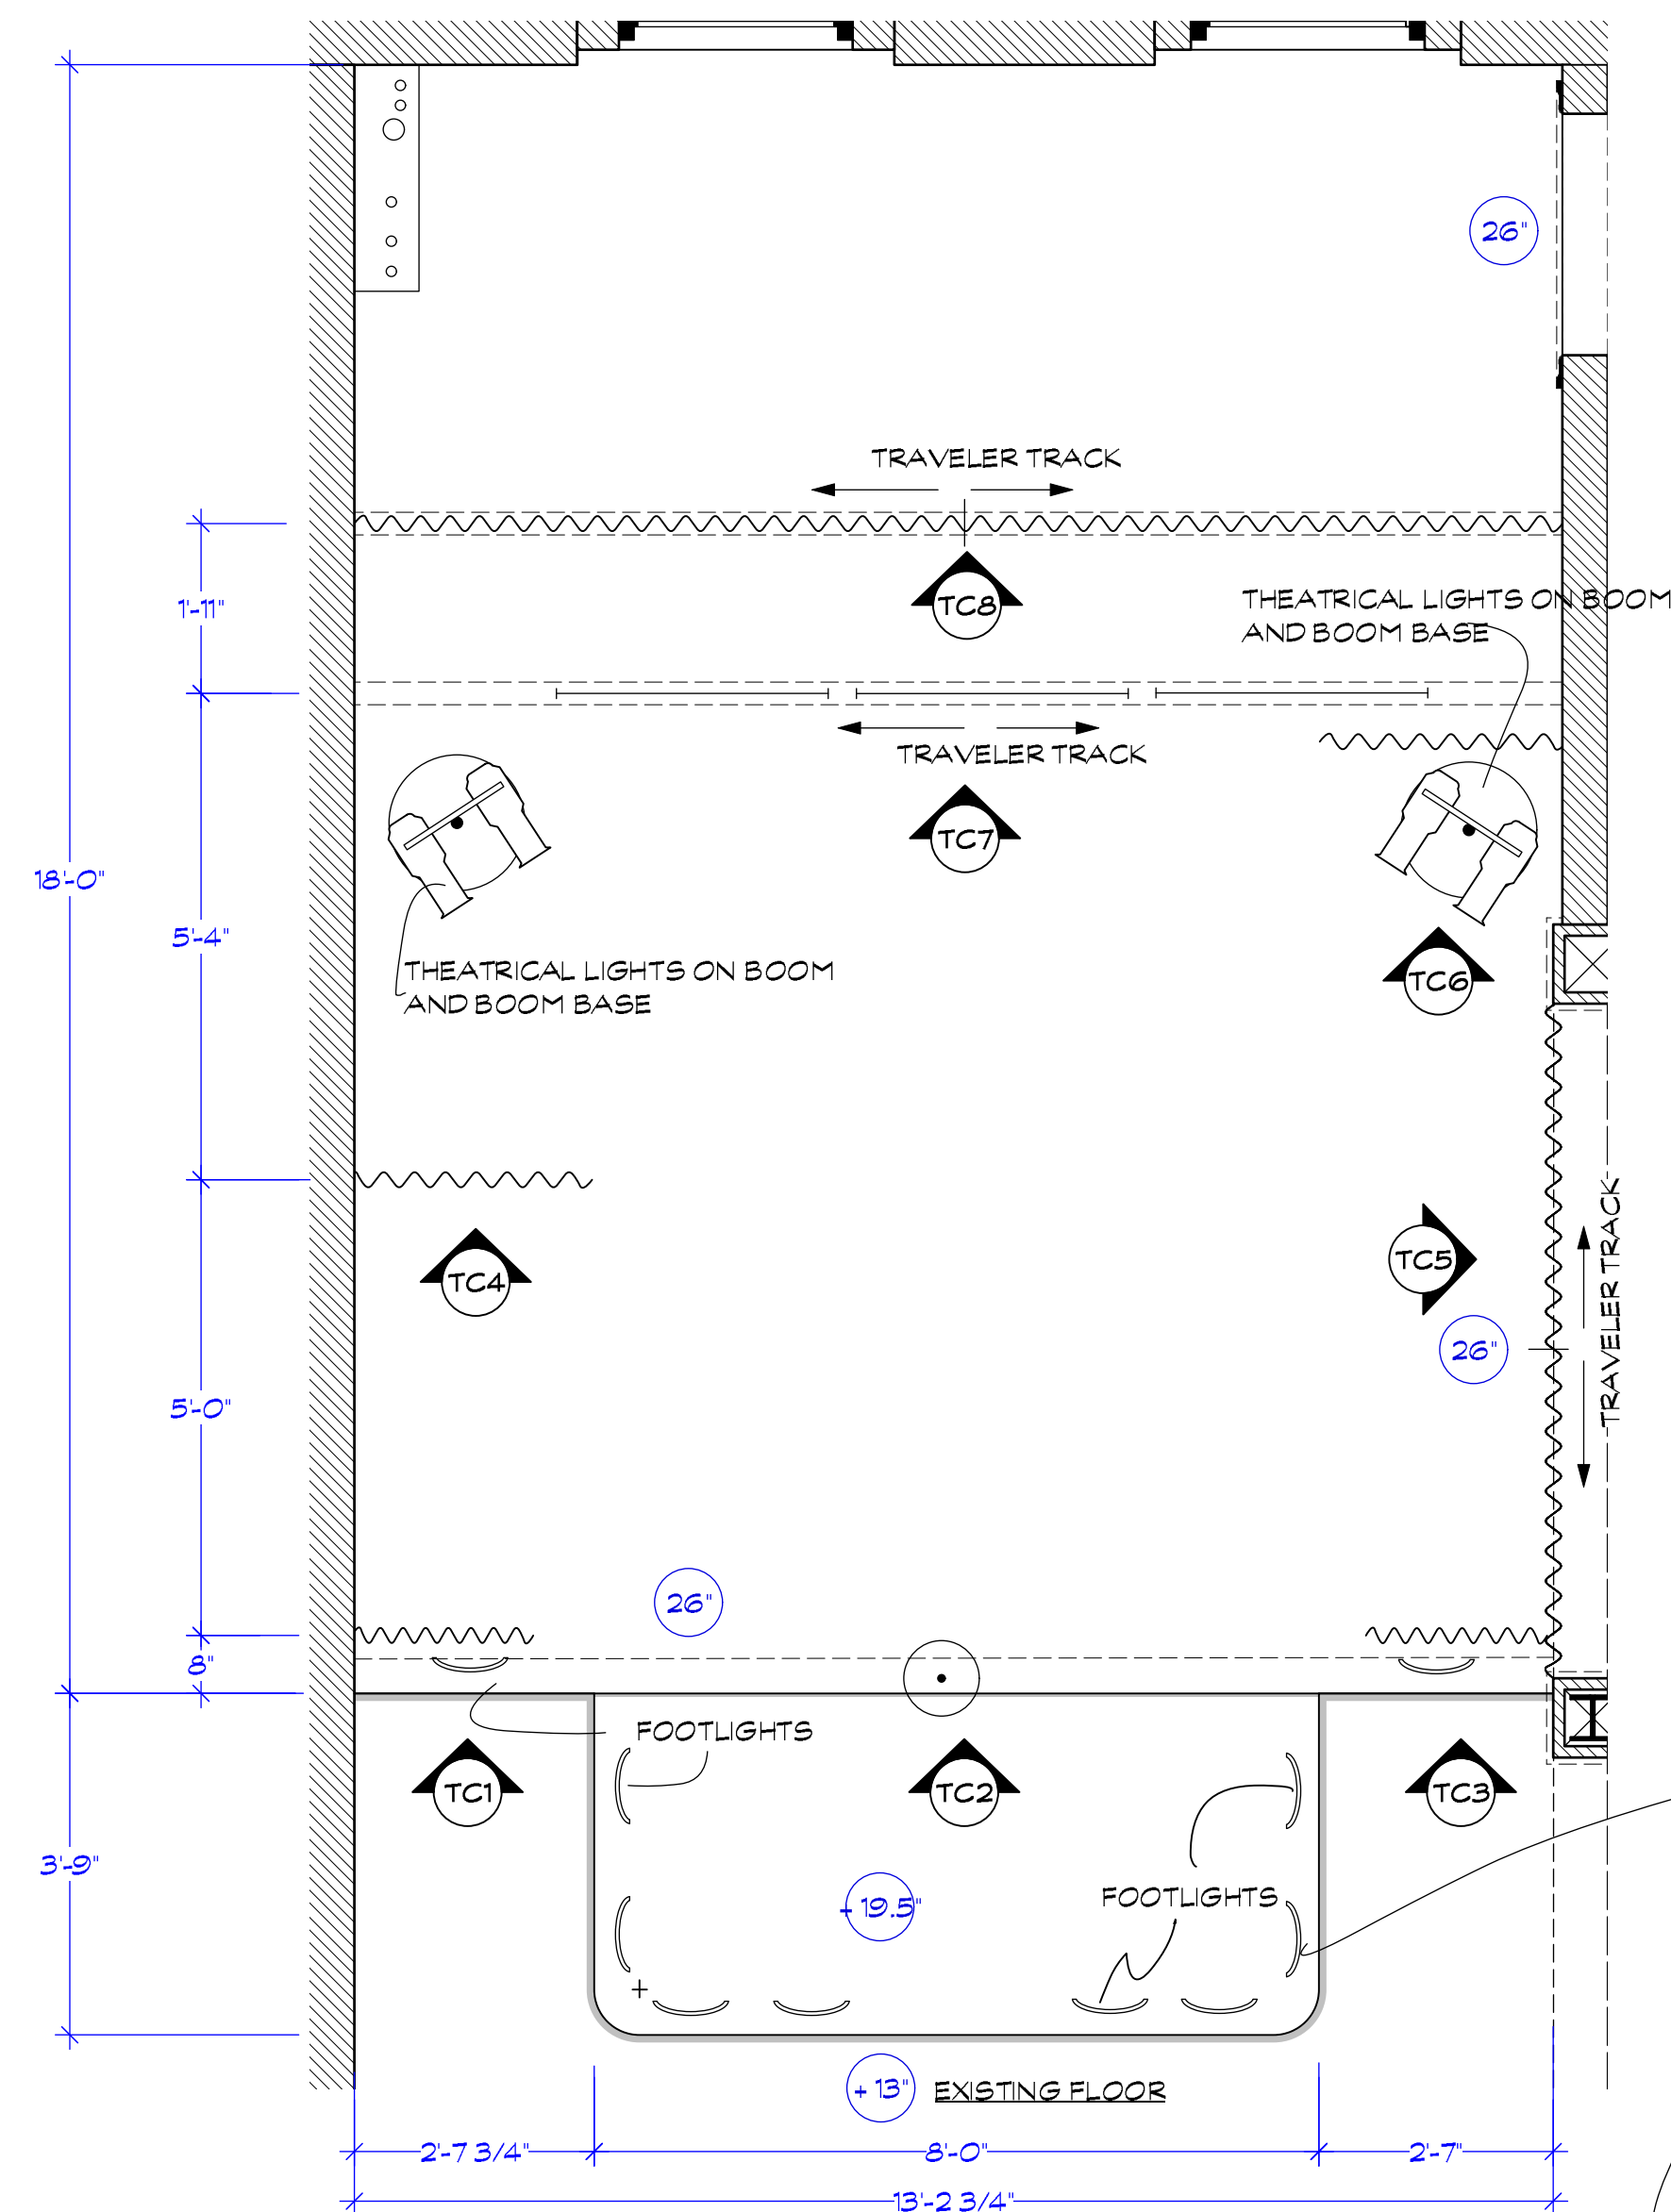 26"
TRAVELER TRACK
1'-11"
TC8
THEATRICAL LIGHTS ON BOOM
AND BOOM BASE
TRAVELER TRACK
TC7
18'-0"
5'-4"
THEATRICAL LIGHTS ON BOOM
AND BOOM BASE
TC6
TC4
TC5
26"
TRAVELER TRACK
5'-0"
26"
8"
FOOTLIGHTS
TC1
TC2
TC3
3'-9"
+ 19.5"
FOOTLIGHTS
+ 13"
EXISTING FLOOR
2'-7 3/4"
8'-0"
2'-7"
13'-2 3/4"